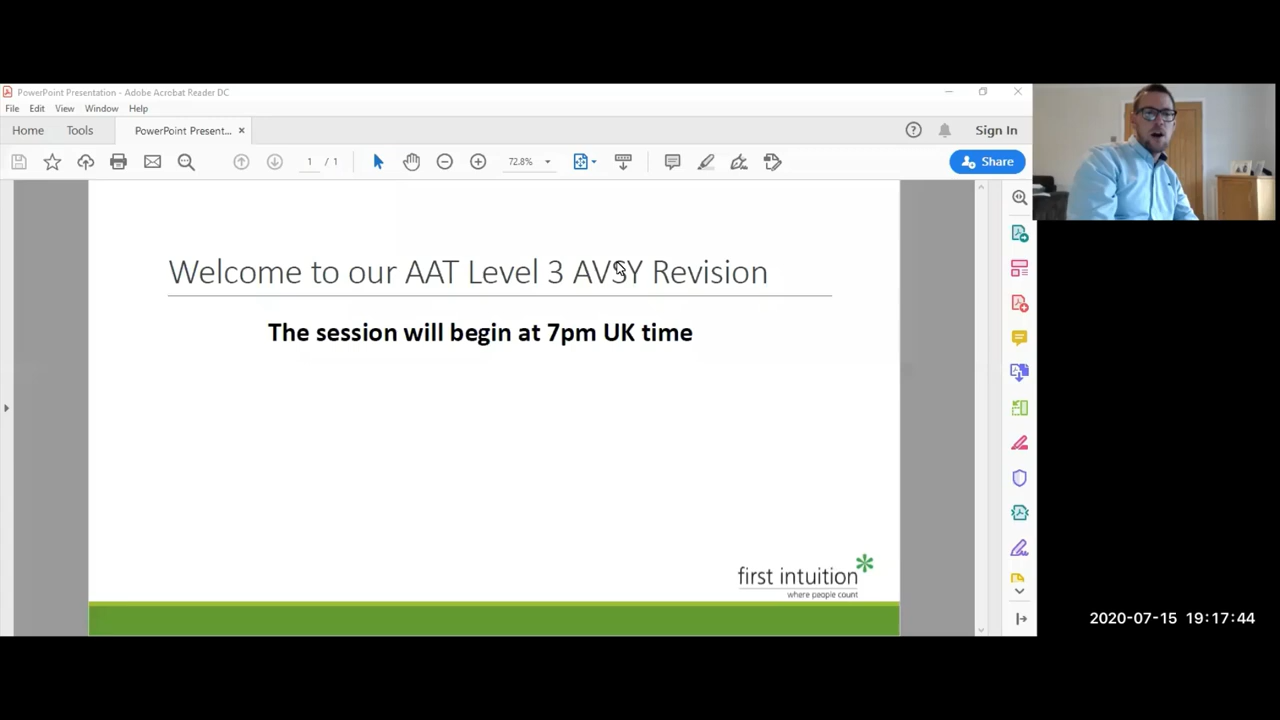 PowerPoint Presentation - Adobe Acrobat Reader DC
File Edit View Window Help
Home Tools PowerPoint Present... Sign In
1 / 1 72.8% Share
Welcome to our AAT Level 3 AVSY Revision
The session will begin at 7pm UK time
first intuition
where people count
2020-07-15 19:17:44